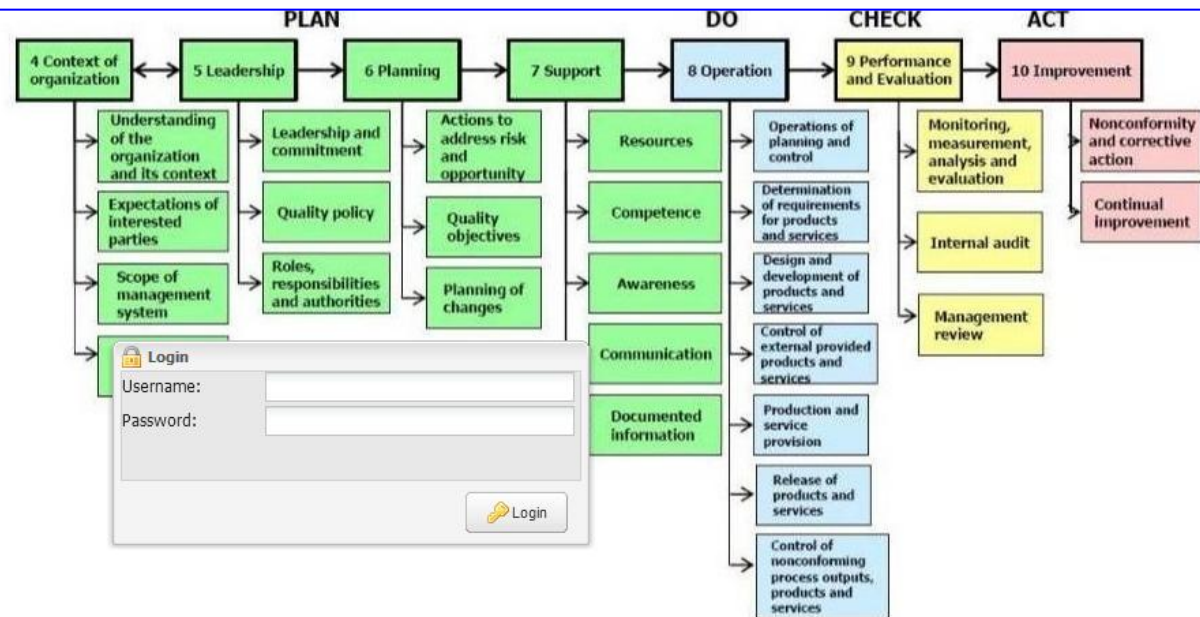 PLAN
DO
CHECK
ACT
4 Context of
organization
5 Leadership
6 Planning
7 Support
8 Operation
9 Performance
and Evaluation
10 Improvement
Understanding
of the
organization
and its context
Expectations of
interested
parties
Scope of
management
system
Leadership and
commitment
Quality policy
Roles,
responsibilities
and authorities
Actions to
address risk
and
opportunity
Quality
objectives
Planning of
changes
Resources
Competence
Awareness
Communication
Documented
information
Operations of
planning and
control
Determination
of requirements
for products
and services
Design and
development of
products and
services
Control of
external provided
products and
services
Production and
service
provision
Release of
products and
services
Control of
nonconforming
process outputs,
products and
services
Monitoring,
measurement,
analysis and
evaluation
Internal audit
Management
review
Nonconformity
and corrective
action
Continual
improvement
Login
Username:
Password:
Login